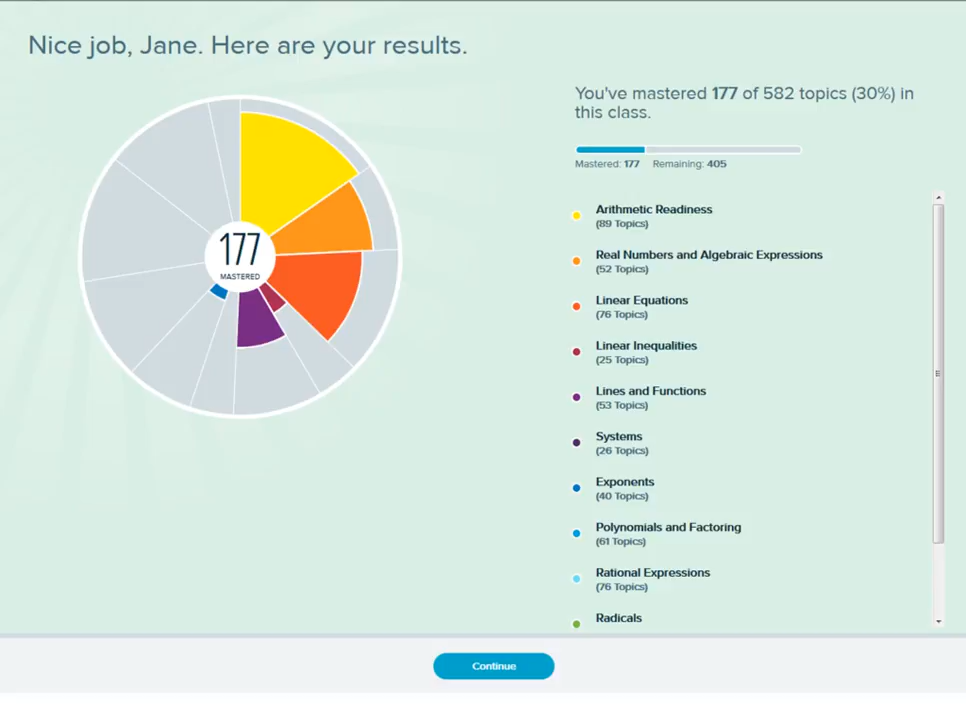 Nice job, Jane. Here are your results.
177
MASTERED
You've mastered 177 of 582 topics (30%) in
this class.
Mastered: 177 Remaining: 405
Arithmetic Readiness
(89 Topics)
Real Numbers and Algebraic Expressions
(52 Topics)
Linear Equations
(76 Topics)
Linear Inequalities
(25 Topics)
Lines and Functions
(53 Topics)
Systems
(26 Topics)
Exponents
(40 Topics)
Polynomials and Factoring
(61 Topics)
Rational Expressions
(76 Topics)
Radicals
Continue